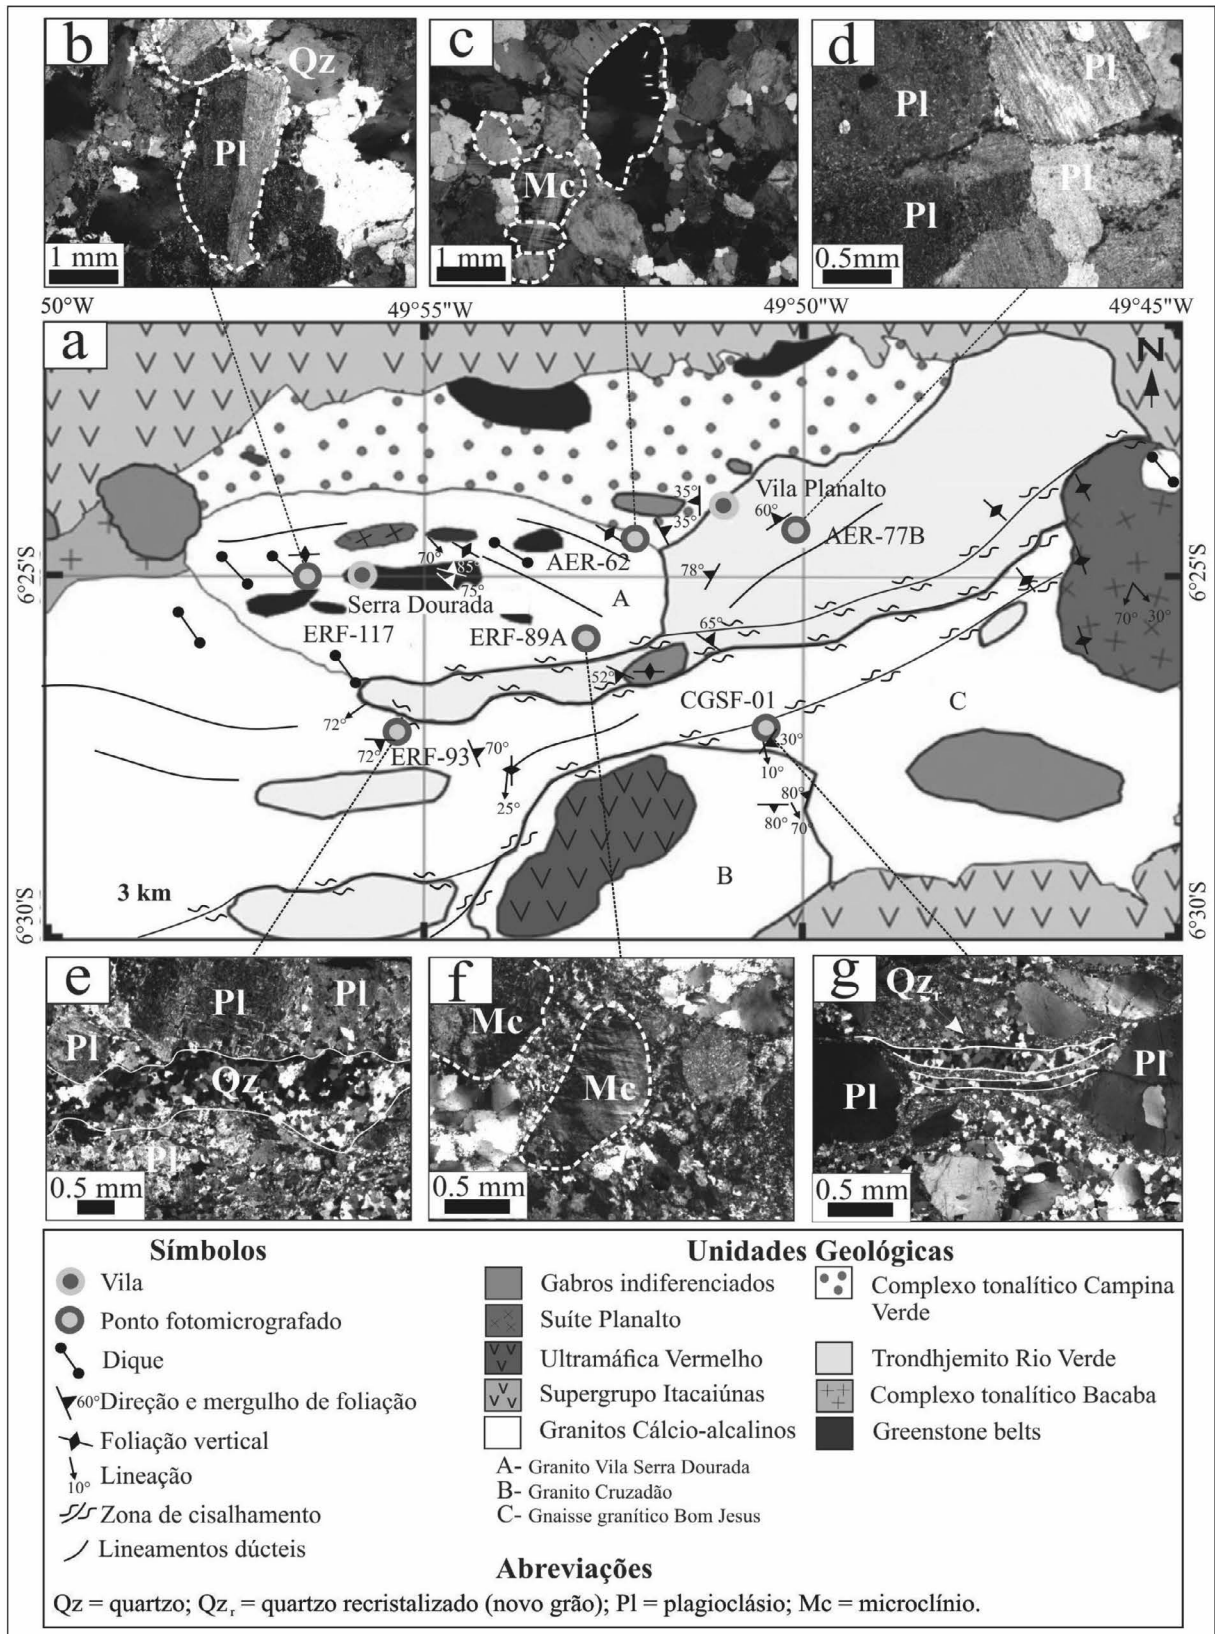 b
Qz
Pl
1 mm
c
Mc
1 mm
d
Pl
Pl
Pl
Pl
0.5mm
50°W
49°55"W
49°50"W
49°45"W
a
N
35°
Vila Planalto
35°
60°
AER-77B
AER-62
70°
85°
75°
78°
6°25'S
6°25'S
Serra Dourada
A
ERF-117
ERF-89A
65°
52°
CGSF-01
C
72°
72°
ERF-93
70°
30°
10°
25°
80°
80°
70°
70°
30°
B
3 km
6°30'S
6°30'S
e
Pl
Pl
Pl
Qz
Pl
0.5 mm
f
Mc
Mc
Mc
0.5 mm
g
Qzr
Pl
Pl
0.5 mm
Símbolos
Vila
Ponto fotomicrografado
Dique
60° Direção e mergulho de foliação
Foliação vertical
Lineação
10°
Zona de cisalhamento
Lineamentos dúcteis
Unidades Geológicas
Gabros indiferenciados
Suíte Planalto
Ultramáfica Vermelho
Supergrupo Itacaiúnas
Granitos Cálcio-alcalinos
A- Granito Vila Serra Dourada
B- Granito Cruzadão
C- Gnaisse granítico Bom Jesus
Complexo tonalítico Campina
Verde
Trondhjemito Rio Verde
Complexo tonalítico Bacaba
Greenstone belts
Abreviações
Qz = quartzo; Qzr = quartzo recristalizado (novo grão); Pl = plagioclásio; Mc = microclínio.